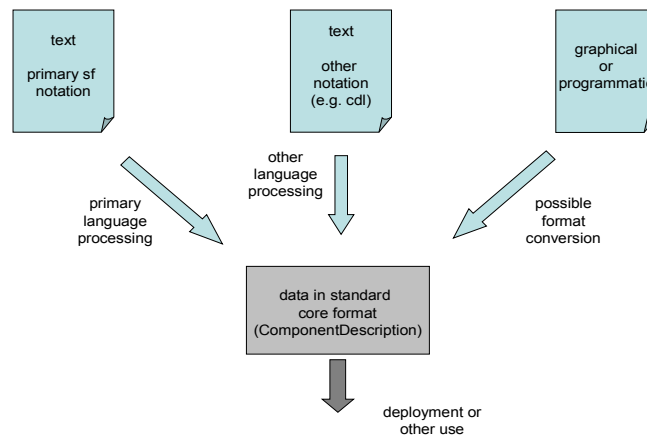 text
primary sf
notation
text
other
notation
(e.g. cdl)
graphical
or
programmatic
primary
language
processing
other
language
processing
possible
format
conversion
data in standard
core format
(ComponentDescription)
deployment or
other use